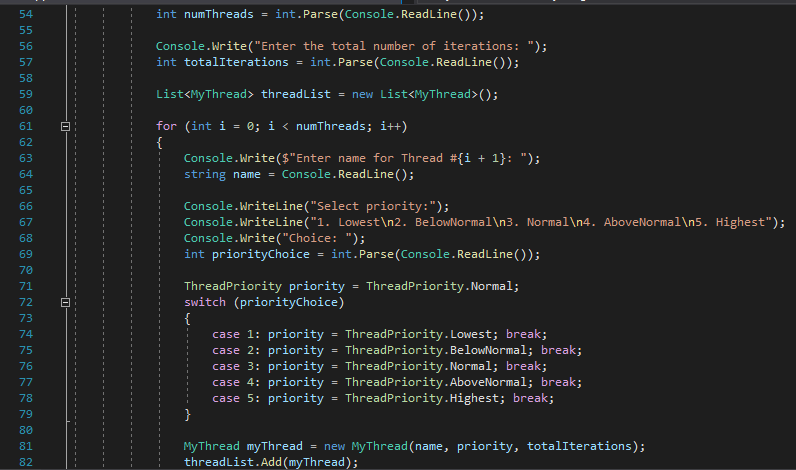 54 int numThreads = int.Parse(Console.ReadLine());
55
56 Console.Write("Enter the total number of iterations: ");
57 int totalIterations = int.Parse(Console.ReadLine());
58
59 List<MyThread> threadList = new List<MyThread>();
60
61 for (int i = 0; i < numThreads; i++)
62 {
63 Console.Write($"Enter name for Thread #{i + 1}: ");
64 string name = Console.ReadLine();
65
66 Console.WriteLine("Select priority:");
67 Console.WriteLine("1. Lowest\n2. BelowNormal\n3. Normal\n4. AboveNormal\n5. Highest");
68 Console.Write("Choice: ");
69 int priorityChoice = int.Parse(Console.ReadLine());
70
71 ThreadPriority priority = ThreadPriority.Normal;
72 switch (priorityChoice)
73 {
74 case 1: priority = ThreadPriority.Lowest; break;
75 case 2: priority = ThreadPriority.BelowNormal; break;
76 case 3: priority = ThreadPriority.Normal; break;
77 case 4: priority = ThreadPriority.AboveNormal; break;
78 case 5: priority = ThreadPriority.Highest; break;
79 }
80
81 MyThread myThread = new MyThread(name, priority, totalIterations);
82 threadList.Add(myThread);